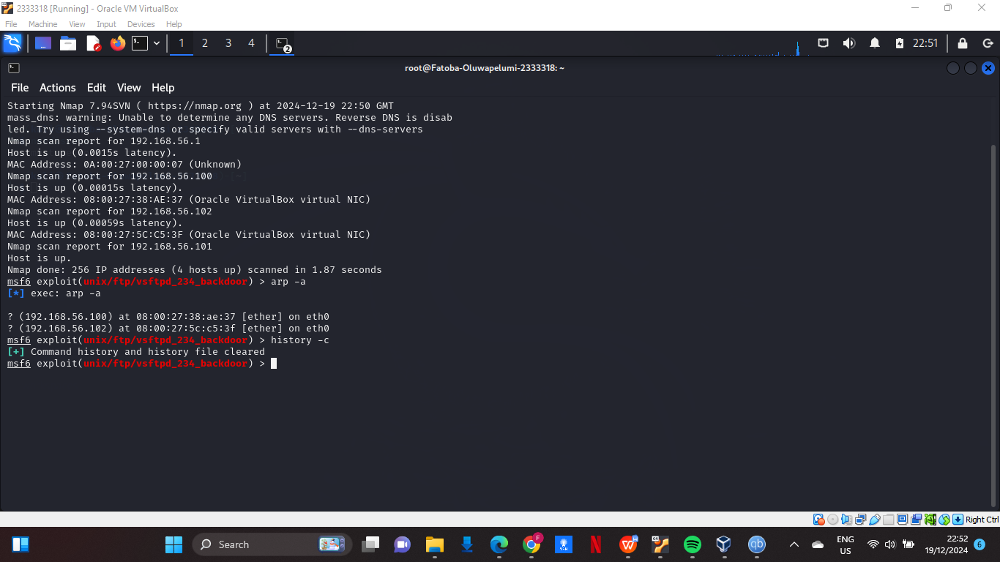 2333318 [Running] - Oracle VM VirtualBox
File Machine View Input Devices Help
1 2 3 4 2 22:51
root@Fatoba-Oluwapelumi-2333318: ~
File Actions Edit View Help
Starting Nmap 7.94SVN ( https://nmap.org ) at 2024-12-19 22:50 GMT
mass_dns: warning: Unable to determine any DNS servers. Reverse DNS is disab
led. Try using --system-dns or specify valid servers with --dns-servers
Nmap scan report for 192.168.56.1
Host is up (0.0015s latency).
MAC Address: 0A:00:27:00:00:07 (Unknown)
Nmap scan report for 192.168.56.100
Host is up (0.00015s latency).
MAC Address: 08:00:27:38:AE:37 (Oracle VirtualBox virtual NIC)
Nmap scan report for 192.168.56.102
Host is up (0.00059s latency).
MAC Address: 08:00:27:5C:C5:3F (Oracle VirtualBox virtual NIC)
Nmap scan report for 192.168.56.101
Host is up.
Nmap done: 256 IP addresses (4 hosts up) scanned in 1.87 seconds
msf6 exploit(unix/ftp/vsftpd_234_backdoor) > arp -a
[*] exec: arp -a
? (192.168.56.100) at 08:00:27:38:ae:37 [ether] on eth0
? (192.168.56.102) at 08:00:27:5c:c5:3f [ether] on eth0
msf6 exploit(unix/ftp/vsftpd_234_backdoor) > history -c
[+] Command history and history file cleared
msf6 exploit(unix/ftp/vsftpd_234_backdoor) >
Right Ctrl
Search
F
N
W
qb
ENG
US
22:52
19/12/2024
6